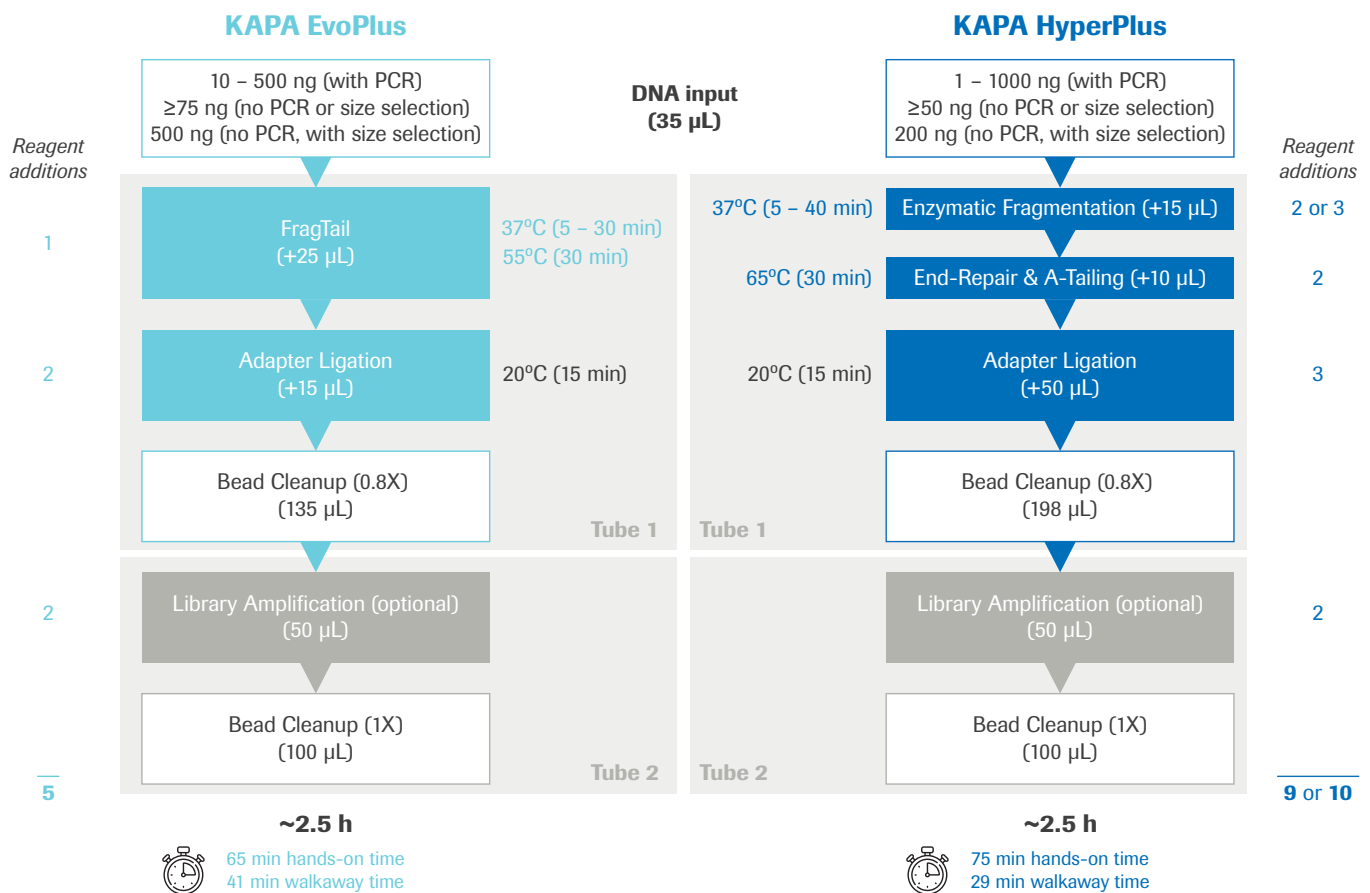 KAPA EvoPlus
KAPA HyperPlus
10 – 500 ng (with PCR)
≥75 ng (no PCR or size selection)
500 ng (no PCR, with size selection)
DNA input
(35 µL)
1 – 1000 ng (with PCR)
≥50 ng (no PCR or size selection)
200 ng (no PCR, with size selection)
Reagent
additions
Reagent
additions
1
FragTail
(+25 µL)
37ºC (5 – 30 min)
55ºC (30 min)
37ºC (5 – 40 min)
Enzymatic Fragmentation (+15 µL)
2 or 3
65ºC (30 min)
End-Repair & A-Tailing (+10 µL)
2
2
Adapter Ligation
(+15 µL)
20ºC (15 min)
20ºC (15 min)
Adapter Ligation
(+50 µL)
3
Bead Cleanup (0.8X)
(135 µL)
Tube 1
Tube 1
Bead Cleanup (0.8X)
(198 µL)
2
Library Amplification (optional)
(50 µL)
Library Amplification (optional)
(50 µL)
2
Bead Cleanup (1X)
(100 µL)
Tube 2
Tube 2
Bead Cleanup (1X)
(100 µL)
5
9 or 10
~2.5 h
~2.5 h
65 min hands-on time
41 min walkaway time
75 min hands-on time
29 min walkaway time